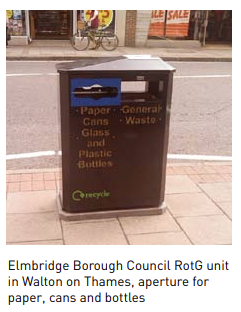 SALE
Paper
Cans
Glass
and
Plastic
Bottles
General
Waste
recycle
Elmbridge Borough Council RotG unit
in Walton on Thames, aperture for
paper, cans and bottles